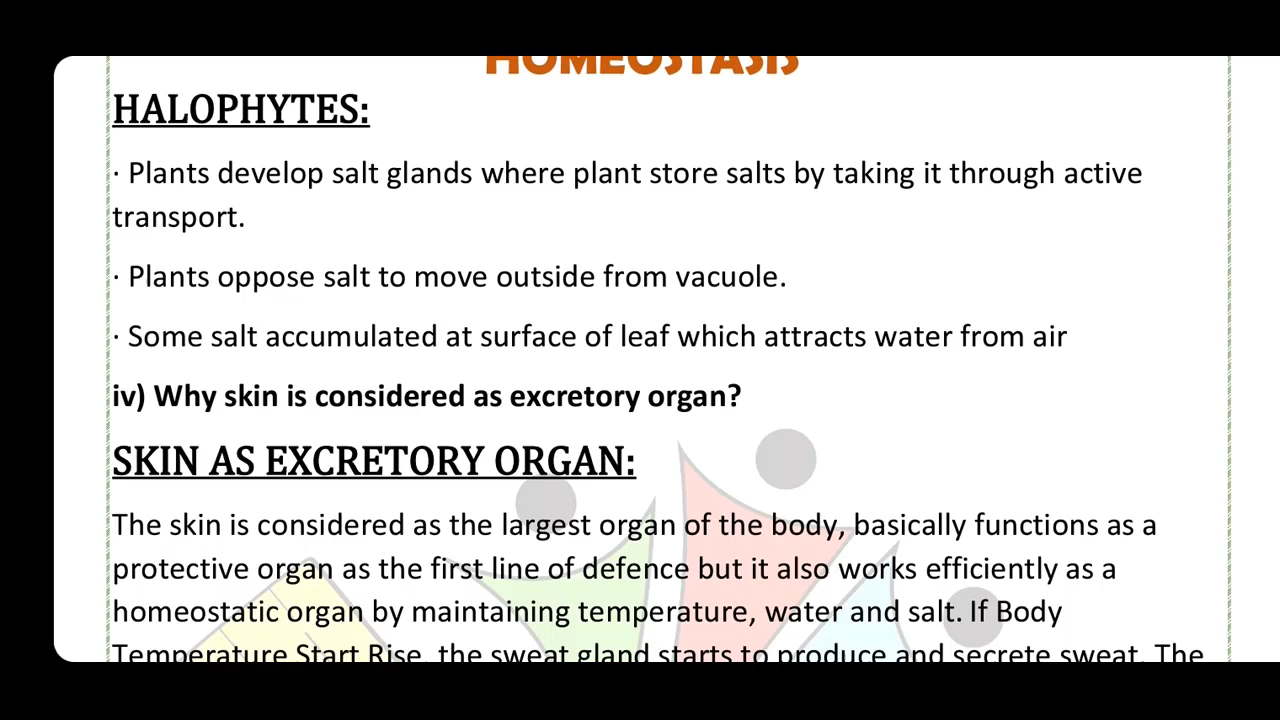 HOMEOSTASIS
HALOPHYTES:
· Plants develop salt glands where plant store salts by taking it through active
transport.
· Plants oppose salt to move outside from vacuole.
· Some salt accumulated at surface of leaf which attracts water from air
iv) Why skin is considered as excretory organ?
SKIN AS EXCRETORY ORGAN:
The skin is considered as the largest organ of the body, basically functions as a
protective organ as the first line of defence but it also works efficiently as a
homeostatic organ by maintaining temperature, water and salt. If Body
Temperature Start Rise, the sweat gland starts to produce and secrete sweat. The